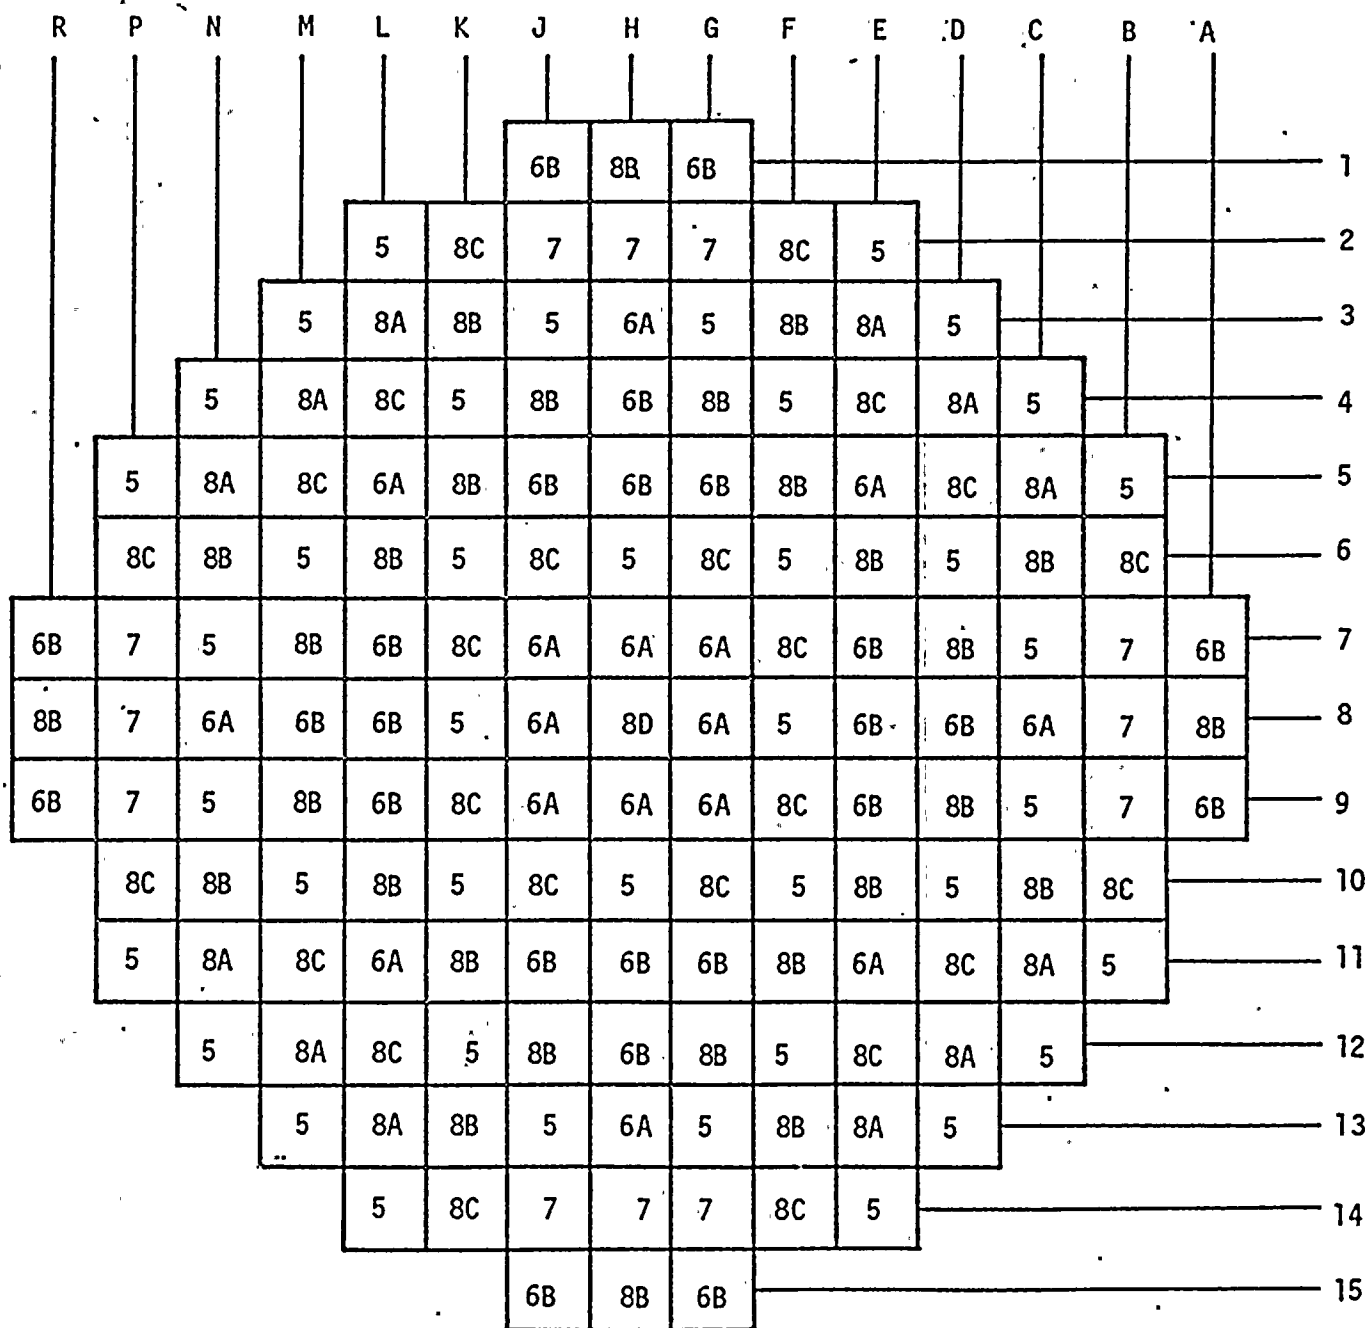 R P N M L K J H G F E D C B A
6B 8B 6B 1
5 8C 7 7 7 8C 5 2
5 8A 8B 5 6A 5 8B 8A 5 3
5 8A 8C 5 8B 6B 8B 5 8C 8A 5 4
5 8A 8C 6A 8B 6B 6B 6B 8B 6A 8C 8A 5 5
8C 8B 5 8B 5 8C 5 8C 5 8B 5 8B 8C 6
6B 7 5 8B 6B 8C 6A 6A 6A 8C 6B 8B 5 7 6B 7
8B 7 6A 6B 6B 5 6A 8D 6A 5 6B 6B 6A 7 8B 8
6B 7 5 8B 6B 8C 6A 6A 6A 8C 6B 8B 5 7 6B 9
8C 8B 5 8B 5 8C 5 8C 5 8B 5 8B 8C 10
5 8A 8C 6A 8B 6B 6B 6B 8B 6A 8C 8A 5 11
5 8A 8C 5 8B 6B 8B 5 8C 8A 5 12
5 8A 8B 5 6A 5 8B 8A 5 13
5 8C 7 7 7 8C 5 14
6B 8B 6B 15